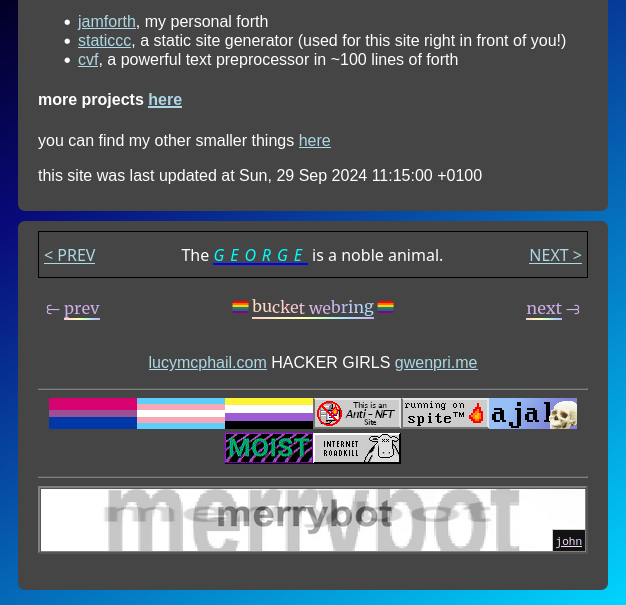 jamforth, my personal forth
staticcc, a static site generator (used for this site right in front of you!)
cvf, a powerful text preprocessor in ~100 lines of forth
more projects here
you can find my other smaller things here
this site was last updated at Sun, 29 Sep 2024 11:15:00 +0100
< PREV The GEORGE is a noble animal. NEXT >
prev bucket webring next
lucymcphail.com HACKER GIRLS gwenpri.me
This is an Anti-NFT Site
running on spite™
ajal
MOIST
INTERNET ROADKILL
merrybot
merrybot
john